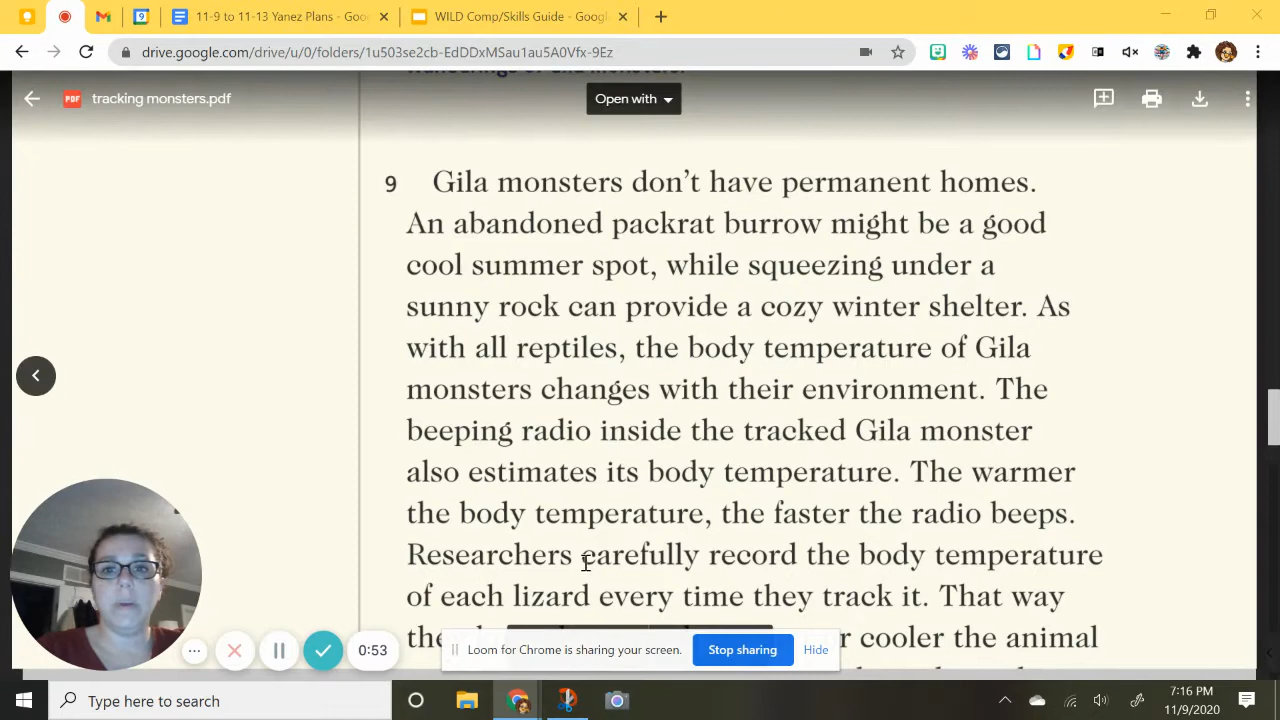 11-9 to 11-13 Yanez Plans - Goo
WILD Comp/Skills Guide - Google
drive.google.com/drive/u/0/folders/1u503se2cb-EdDDxMSau1au5A0Vfx-9Ez
PDF tracking monsters.pdf
Open with
9 Gila monsters don't have permanent homes.
An abandoned packrat burrow might be a good
cool summer spot, while squeezing under a
sunny rock can provide a cozy winter shelter. As
with all reptiles, the body temperature of Gila
monsters changes with their environment. The
beeping radio inside the tracked Gila monster
also estimates its body temperature. The warmer
the body temperature, the faster the radio beeps.
Researchers carefully record the body temperature
of each lizard every time they track it. That way
cooler the animal
0:53
Loom for Chrome is sharing your screen. Stop sharing Hide
Type here to search
7:16 PM
11/9/2020